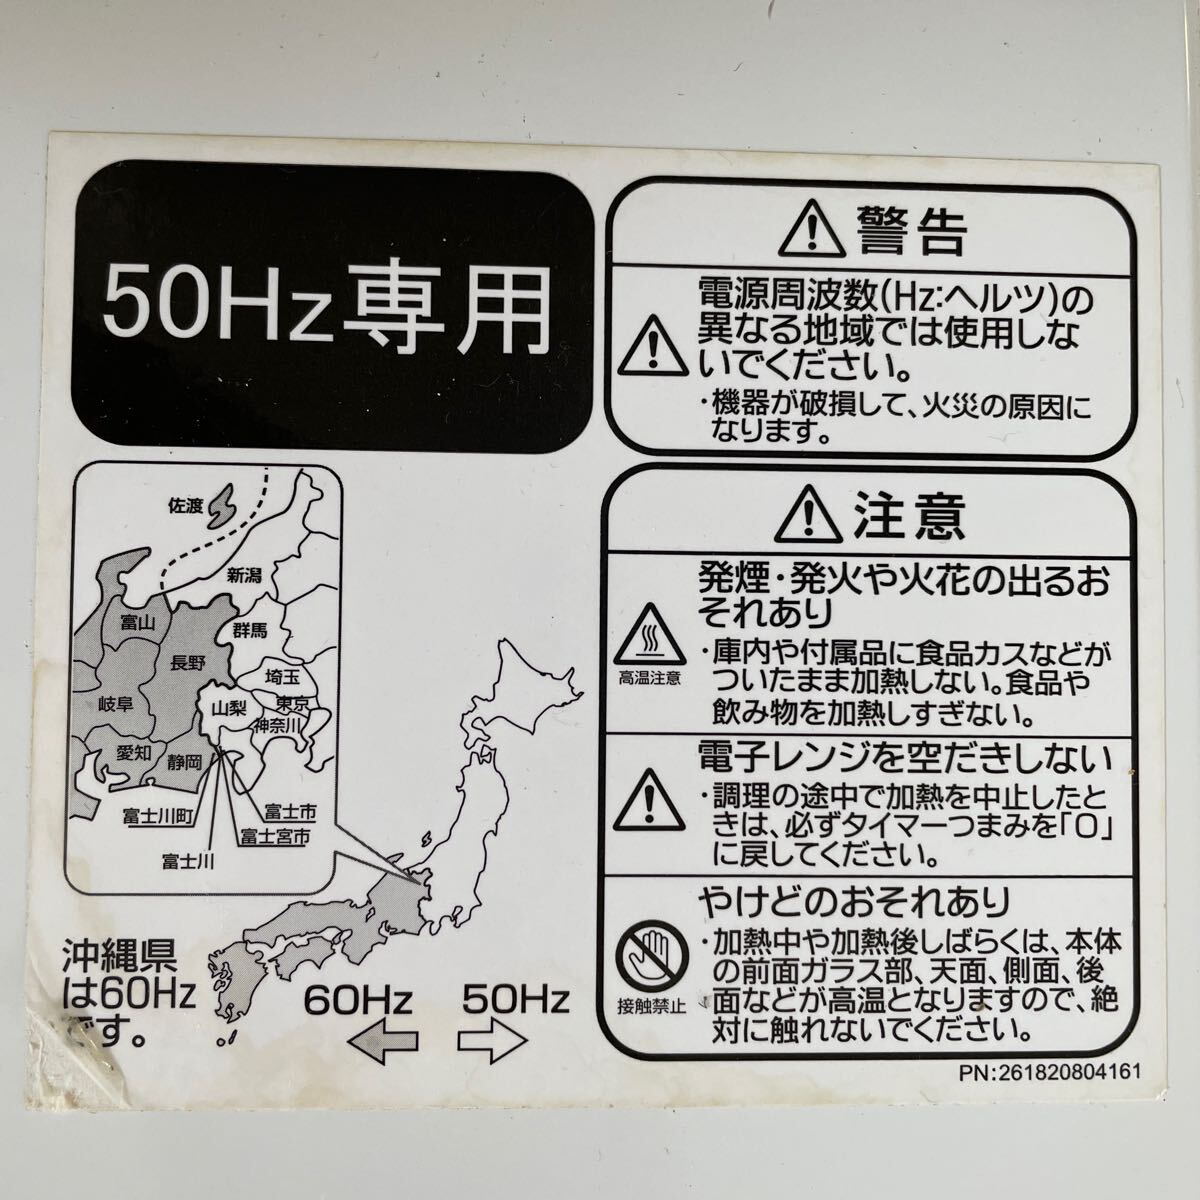 50Hz専用
警告
電源周波数(Hz:ヘルツ)の
異なる地域では使用しな
いでください。
・機器が破損して、火災の原因に
なります。
注意
発煙・発火や火花の出るお
それあり
高温注意
・庫内や付属品に食品カスなどが
ついたまま加熱しない。食品や
飲み物を加熱しすぎない。
電子レンジを空だきしない
・調理の途中で加熱を中止したと
きは、必ずタイマーつまみを「0」
に戻してください。
やけどのおそれあり
接触禁止
・加熱中や加熱後しばらくは、本体
の前面ガラス部、天面、側面、後
面などが高温となりますので、絶
対に触れないでください。
佐渡
新潟
富山
群馬
長野
埼玉
岐阜
山梨
東京
神奈川
愛知
静岡
富士川町
富士市
富士宮市
富士川
沖縄県
は60Hz
です。
60Hz
50Hz
PN:261820804161